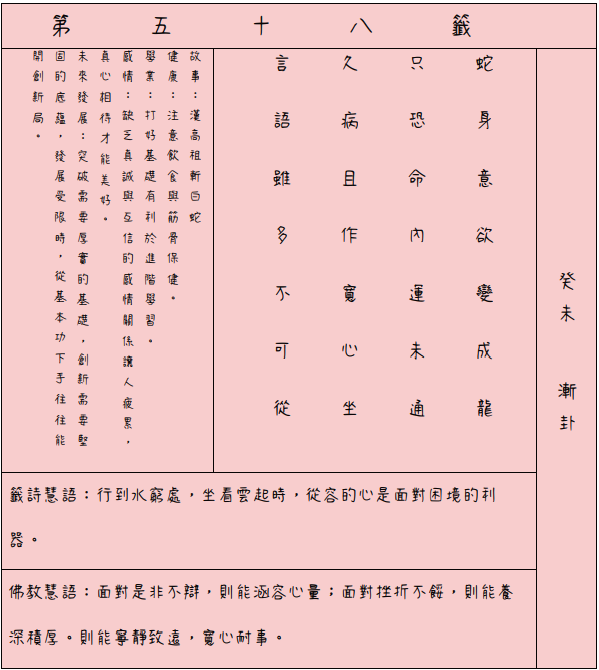 第五十八籤
癸未　漸卦
蛇身意欲變成龍
只恐命內運未通
久病且作寬心坐
言語雖多不可從
故事：漢高祖斬白蛇
健康：注意飲食與筋骨保健。
學業：打好基礎有利於進階學習。
感情：缺乏真誠與互信的感情關係讓人疲累，
真心相待才能美好。
未來發展：突破需要厚實的基礎，創新需要堅
固的底蘊，發展受限時，從基本功下手往往能
開創新局。
籤詩慧語：行到水窮處，坐看雲起時，從容的心是面對困境的利
器。
佛教慧語：面對是非不辯，則能涵容心量；面對挫折不餒，則能養
深積厚。則能寧靜致遠，寬心耐事。